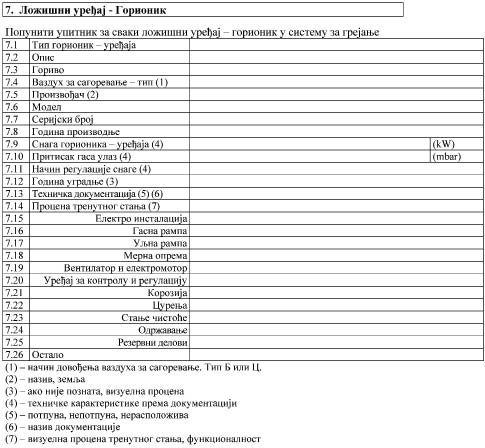 7. Ложишни уређај - Горионик
Попунити упитник за сваки ложишни уређај – горионик у систему за грејање
7.1 Тип горионик – уређаја
7.2 Опис
7.3 Гориво
7.4 Ваздух за сагоревање – тип (1)
7.5 Произвођач (2)
7.6 Модел
7.7 Серијски број
7.8 Година производње
7.9 Снага горионика – уређаја (4) (kW)
7.10 Притисак гаса улаз (4) (mbar)
7.11 Начин регулације снаге (4)
7.12 Година уградње (3)
7.13 Техничка документација (5) (6)
7.14 Процена тренутног стања (7)
7.15 Електро инсталација
7.16 Гасна рампа
7.17 Уљна рампа
7.18 Мерна опрема
7.19 Вентилатор и електромотор
7.20 Уређај за контролу и регулацију
7.21 Корозија
7.22 Цурења
7.23 Стање чистоће
7.24 Одржавање
7.25 Резервни делови
7.26 Остало
(1) – начин довођења ваздуха за сагоревање. Тип Б или Ц.
(2) – назив, земља
(3) – ако није позната, визуелна процена
(4) – техничке карактеристике према документацији
(5) – потпуна, непотпуна, нерасположива
(6) – назив документације
(7) – визуелна процена тренутног стања, функционалност